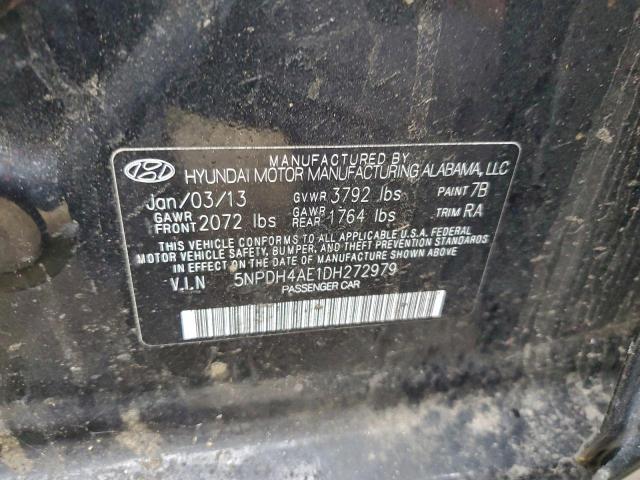 MANUFACTURED BY
HYUNDAI MOTOR MANUFACTURING ALABAMA, LLC
Jan/03/13 GVWR 3792 lbs PAINT 7B
GAWR FRONT 2072 lbs GAWR REAR 1764 lbs TRIM RA
THIS VEHICLE CONFORMS TO ALL APPLICABLE U.S.A. FEDERAL
MOTOR VEHICLE SAFETY, BUMPER, AND THEFT PREVENTION STANDARDS
IN EFFECT ON THE DATE OF MANUFACTURE SHOWN ABOVE.
V.I.N 5NPDH4AE1DH272979
PASSENGER CAR